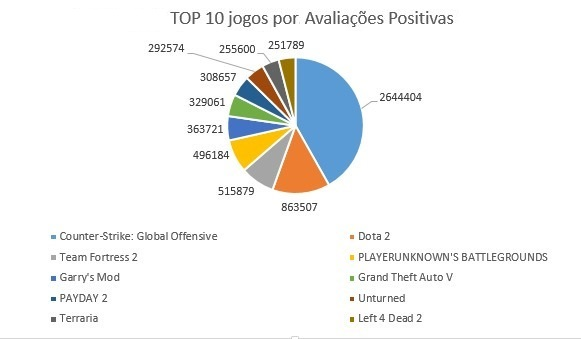 TOP 10 jogos por Avaliações Positivas
292574
255600
251789
308657
329061
363721
496184
515879
863507
2644404
Counter-Strike: Global Offensive
Dota 2
Team Fortress 2
PLAYERUNKNOWN'S BATTLEGROUNDS
Garry's Mod
Grand Theft Auto V
PAYDAY 2
Unturned
Terraria
Left 4 Dead 2